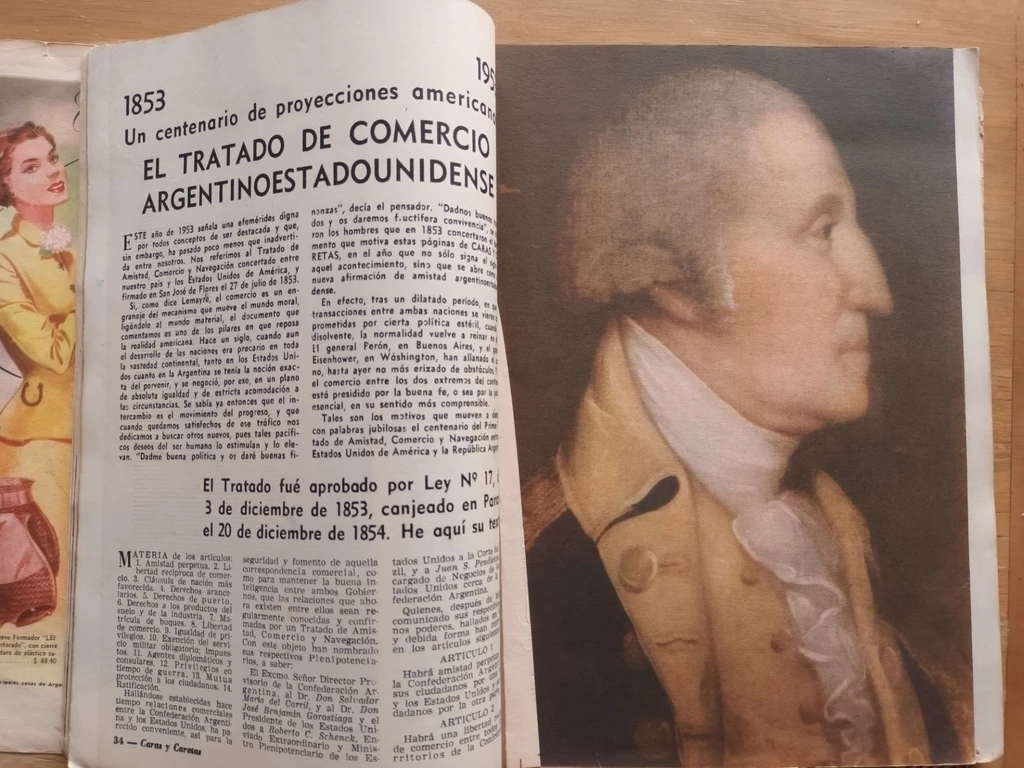 1853
Un centenario de proyecciones
EL TRATADO DE COMERCIO
ARGENTINOESTADOUNIDENSE
ESTE año de 1953 señala una efemérides digna
por todos conceptos de ser destacada y que,
sin embargo, ha pasado poco menos que inadverti-
da entre nosotros. Nos referimos al Tratado de
Amistad, Comercio y Navegación concertado entre
nuestro país y los Estados Unidos de América, y
firmada en San José de Flores el 27 de julio de 1853.
Si, como dice Lemayré, el comercio es un en-
granaje del mecanismo que mueve el mundo moral,
ligándolo al mundo material, el documento que
comentamos es uno de los pilares en que reposa
la realidad americana. Hace un siglo, cuando aun
el desarrollo de las naciones era precario en toda
la vastedad continental, tanto en los Estados Uni-
dos cuanto en la Argentina se tenía la noción exac-
ta del porvenir, y se negoció, por eso, en un plano
de absoluta igualdad y de estricta acomodación a
las circunstancias. Se sabía ya entonces que el in-
tercambio es el movimiento del progreso, y que
cuando quedamos satisfechos de ese tráfico nos
dedicamos a buscar otros nuevos, pues tales pacífi-
cos deseos del ser humano lo estimulan y lo ele-
van. "Dadme buena política y os daré buenas fi-
nanzas", decía el pensador. "Dadnos
dos y os daremos fructífera convivencia",
ron los hombres que en 1853 concertaron el
mento que motiva estas páginas de CARAS Y
RETAS, en el año que no sólo signa el
aquel acontecimiento, sino que se abre
nueva afirmación de amistad
dense.
En efecto, tras un dilatado período, en
transacciones entre ambas naciones se vieron
prometidas por cierta política estéril, cuando
disolvente, la normalidad vuelve a reinar en
El general Perón, en Buenos Aires, y el
Eisenhower, en Wáshington, han allanado el
no, hasta ayer no más erizado de obstáculos,
el comercio entre los dos extremos del
está presidido por la buena fe, o sea por la
esencial, en su sentido más comprensible.
Tales son los motivos que mueven a
con palabras jubilosas el centenario del
tado de Amistad, Comercio y Navegación
Estados Unidos de América y la República
El Tratado fué aprobado por Ley Nº 17,
3 de diciembre de 1853, canjeado en
el 20 de diciembre de 1854. He aquí su
MATERIA de los artículos:
1. Amistad perpetua. 2. Li-
bertad recíproca de comer-
cio. 3. Cláusula de nación más
favorecida. 4. Derechos arance-
larios. 5. Derechos de puerto.
6. Derechos a los productos del
suelo y de la industria. 7. Ma-
trícula de buques. 8. Libertad
de comercio. 9. Igualdad de pri-
vilegios. 10. Exención del servi-
cio militar obligatorio; impues-
tos. 11. Agentes diplomáticos y
consulares. 12. Privilegios en
tiempo de guerra. 13. Mutua
protección a los ciudadanos. 14.
Ratificación.
Hallándose establecidas hace
tiempo relaciones comerciales
entre la Confederación Argenti-
na y los Estados Unidos, ha pa-
recido conveniente, así para la
seguridad y fomento de aquella
correspondencia comercial, co-
mo para mantener la buena in-
teligencia entre ambos Gobier-
nos, que las relaciones que aho-
ra existen entre ellos sean re-
gularmente conocidas y confir-
madas por un Tratado de Amis-
tad, Comercio y Navegación.
Con este objeto han nombrado
sus respectivos Plenipotencia-
rios, a saber:
El Excmo. Señor Director Pro-
visorio de la Confederación Ar-
gentina, al Dr. Don Salvador
María del Carril, y al Dr. Don
José Benjamín Gorostiaga y el
Presidente de los Estados Uni-
dos a Roberto C. Schenck, En-
viado Extraordinario y Minis-
tro Plenipotenciario de los Es-
tados Unidos a la Corte
zil, y a Juan S.
cargado de Negocios de
tados Unidos cerca de
federación Argentina.
Quienes, después de
comunicado sus respectivos
nos poderes, hallados
y debida forma han
en los artículos siguientes
ARTICULO 1
Habrá amistad perpetua
la Confederación
sus ciudadanos por una
y los Estados Unidos
dadanos por la otra
ARTICULO 2
Habrá una libertad
de comercio entre todos
rritorios de la
34 — Caras y Caretas
Formador "LEI
con cierre
de elástico
$ 88.40
casas de